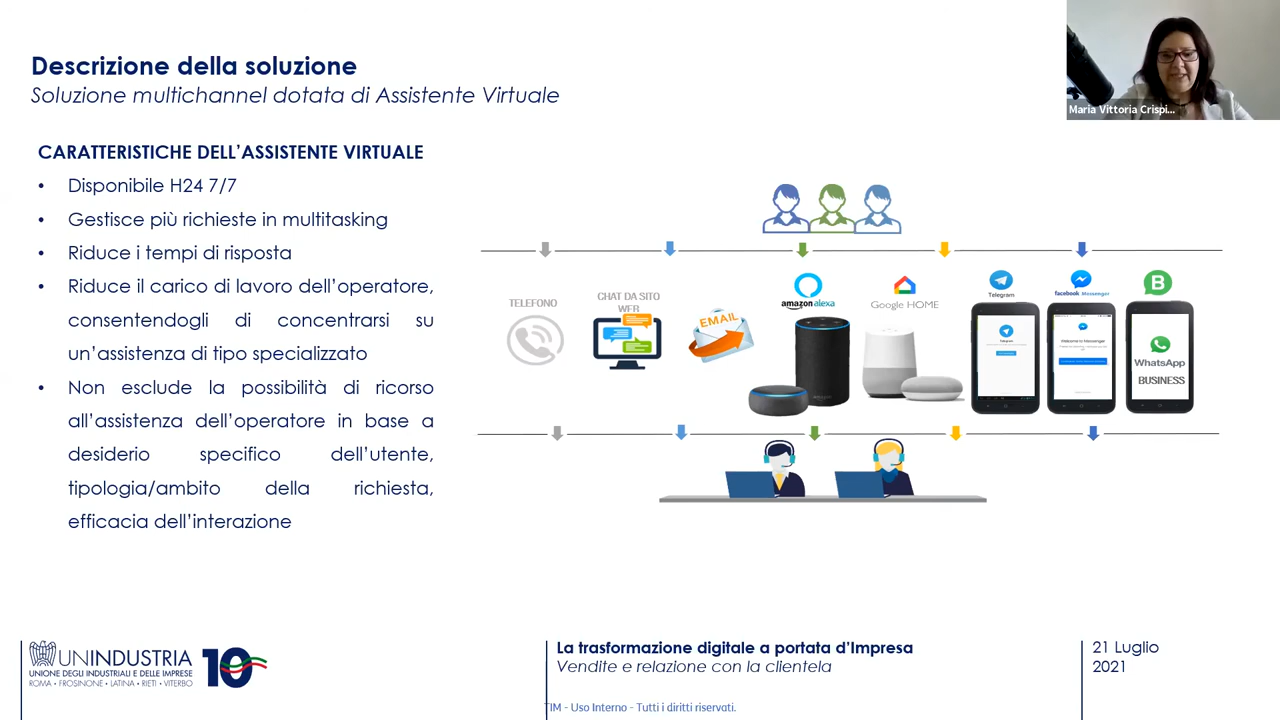 Descrizione della soluzione
Soluzione multichannel dotata di Assistente Virtuale
Maria Vittoria Crispi...
CARATTERISTICHE DELL'ASSISTENTE VIRTUALE
• Disponibile H24 7/7
• Gestisce più richieste in multitasking
• Riduce i tempi di risposta
• Riduce il carico di lavoro dell'operatore,
consentendogli di concentrarsi su
un'assistenza di tipo specializzato
• Non esclude la possibilità di ricorso
all'assistenza dell'operatore in base a
desiderio specifico dell'utente,
tipologia/ambito della richiesta,
efficacia dell'interazione
TELEFONO
CHAT DA SITO
WEB
EMAIL
amazon alexa
Google HOME
Telegram
facebook Messenger
B
Telegram
Welcome to Messenger
WhatsApp
BUSINESS
UNINDUSTRIA
UNIONE DEGLI INDUSTRIALI E DELLE IMPRESE
ROMA • FROSINONE • LATINA • RIETI • VITERBO
10
La trasformazione digitale a portata d'Impresa
Vendite e relazione con la clientela
21 Luglio
2021
TIM - Uso Interno - Tutti i diritti riservati.